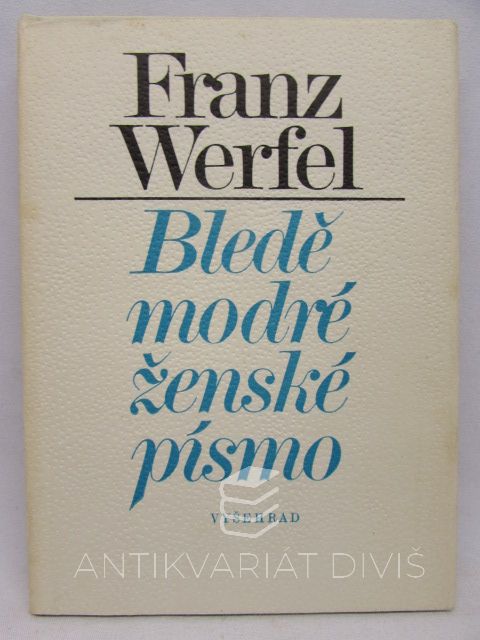 Franz
Werfel
Bledě
modré
ženské
písmo
VYŠEHRAD
ANTIKVARIÁT DIVIŠ